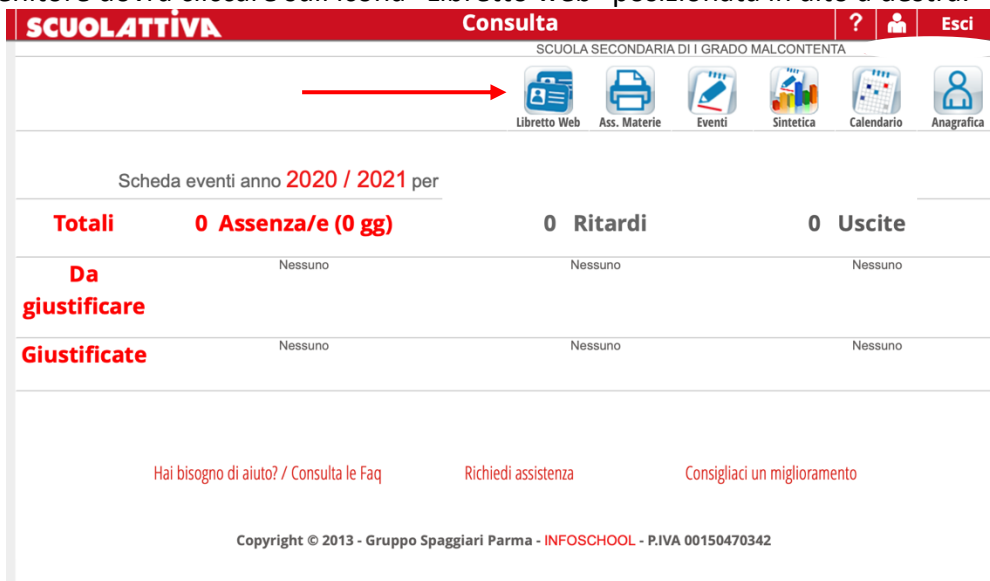 SCUOLATTIVA Consulta ? Esci
SCUOLA SECONDARIA DI I GRADO MALCONTENTA
Libretto Web Ass. Materie Eventi Sintetica Calendario Anagrafica
Scheda eventi anno 2020 / 2021 per
Totali 0 Assenza/e (0 gg) 0 Ritardi 0 Uscite
Da giustificare Nessuno Nessuno Nessuno
Giustificate Nessuno Nessuno Nessuno
Hai bisogno di aiuto? / Consulta le Faq Richiedi assistenza Consigliaci un miglioramento
Copyright © 2013 - Gruppo Spaggiari Parma - INFOSCHOOL - P.IVA 00150470342